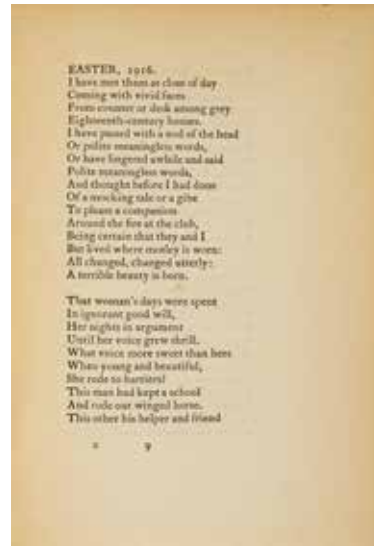 EASTER, 1916.
I have met them at close of day
Coming with vivid faces
From counter or desk among grey
Eighteenth-century houses.
I have passed with a nod of the head
Or polite meaningless words,
Or have lingered awhile and said
Polite meaningless words,
And thought before I had done
Of a mocking tale or a gibe
To please a companion
Around the fire at the club,
Being certain that they and I
But lived where motley is worn:
All changed, changed utterly:
A terrible beauty is born.
That woman's days were spent
In ignorant good will,
Her nights in argument
Until her voice grew shrill.
What voice more sweet than hers
When young and beautiful,
She rode to harriers?
This man had kept a school
And rode our winged horse.
This other his helper and friend
9